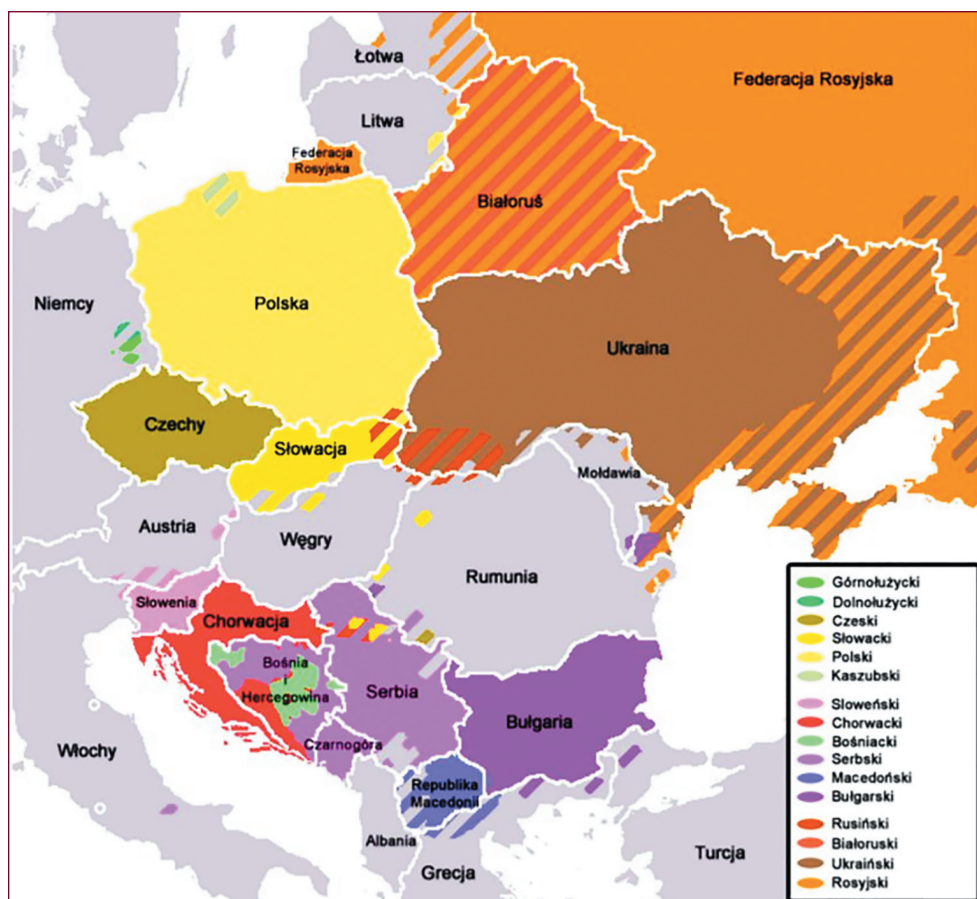 Łotwa
Federacja Rosyjska
Litwa
Federacja
Rosyjska
Białoruś
Niemcy
Polska
Ukraina
Czechy
Słowacja
Mołdawia
Austria
Węgry
Rumunia
Słowenia
Chorwacja
Bośnia
i
Hercegowina
Serbia
Bułgaria
Czarnogóra
Włochy
Republika
Macedonii
Albania
Grecja
Turcja
Górnołużycki
Dolnołużycki
Czeski
Słowacki
Polski
Kaszubski
Sloweński
Chorwacki
Bośniacki
Serbski
Macedoński
Bułgarski
Rusiński
Białoruski
Ukraiński
Rosyjski